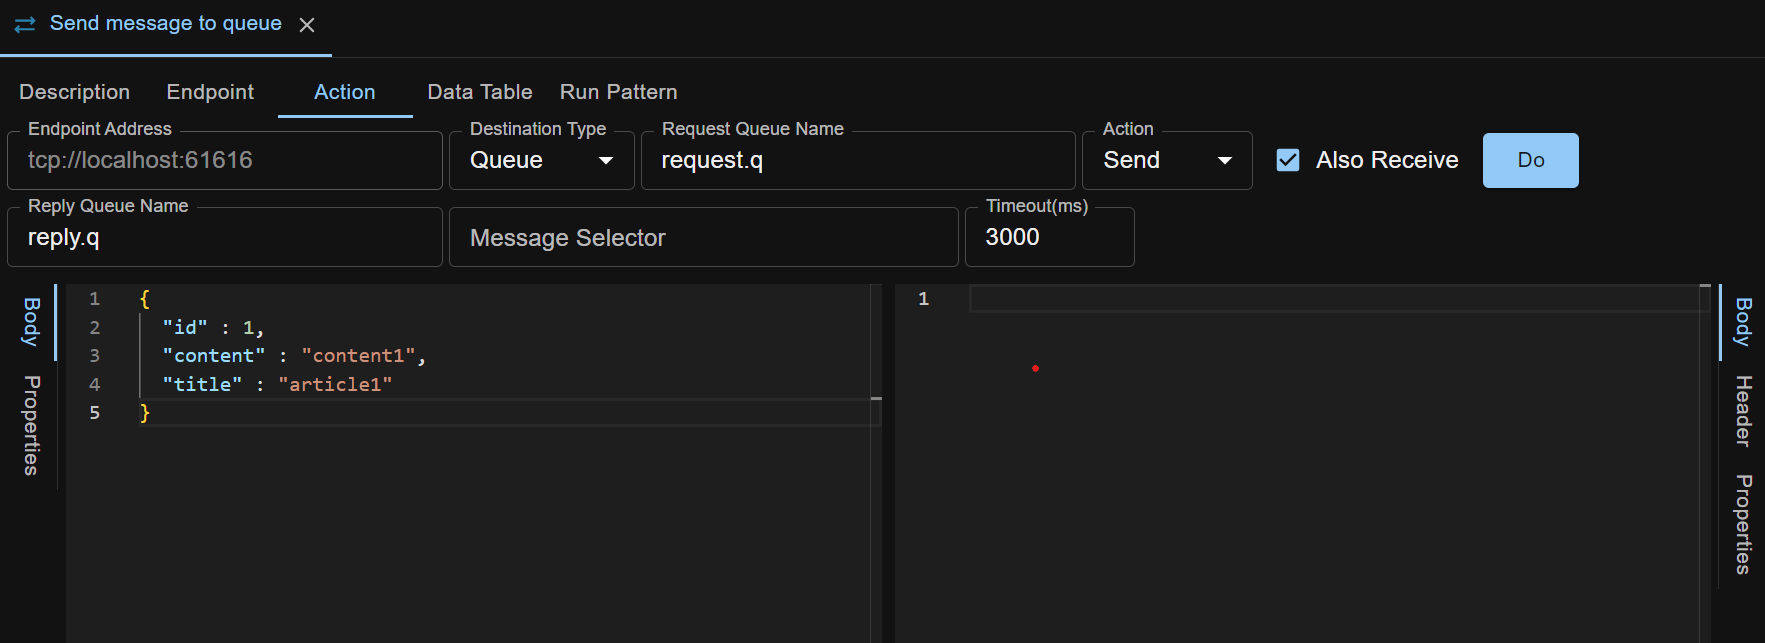 Send message to queue
Description Endpoint Action Data Table Run Pattern
Endpoint Address Destination Type Request Queue Name Action
tcp://localhost:61616 Queue request.q Send Also Receive Do
Reply Queue Name Timeout(ms)
reply.q Message Selector 3000
Body
Properties
1 {
2 "id" : 1,
3 "content" : "content1",
4 "title" : "article1"
5 }
1
Body
Header
Properties